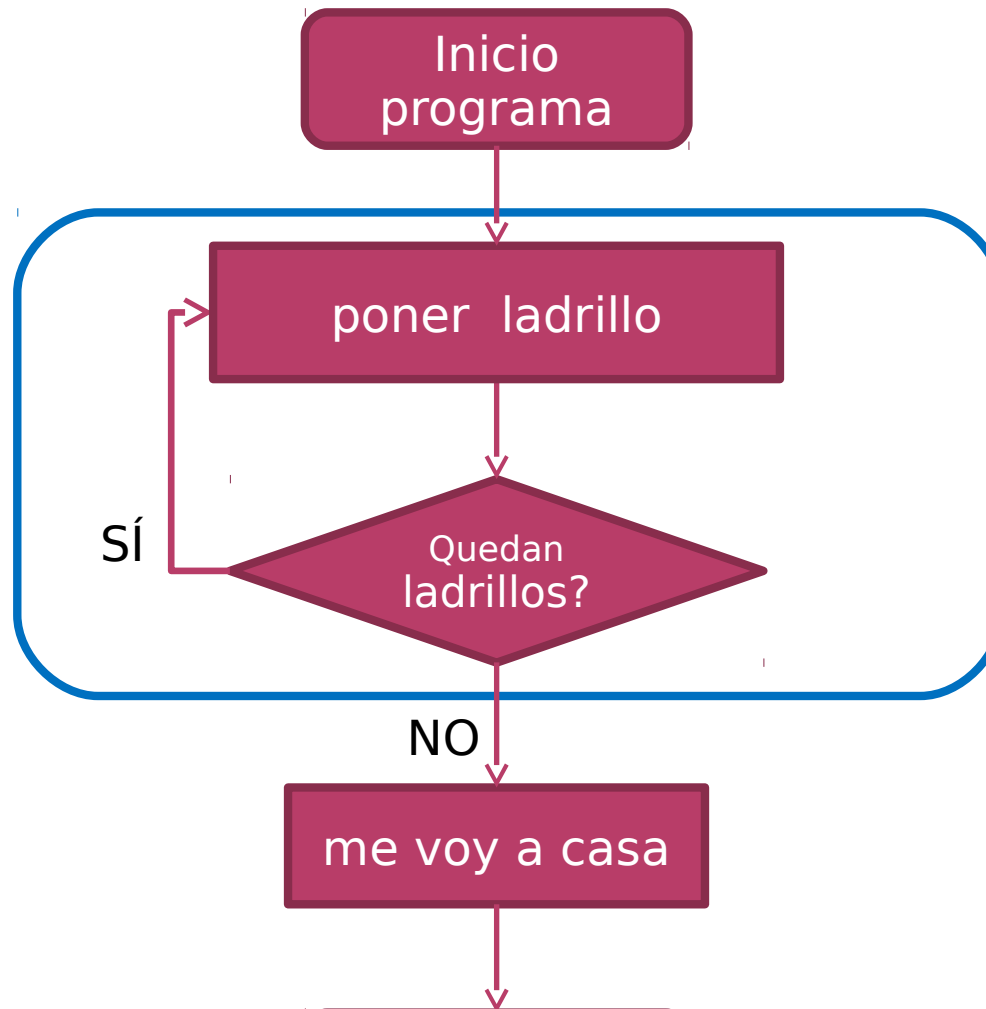 Inicio
programa
poner ladrillo
SÍ
Quedan
ladrillos?
NO
me voy a casa